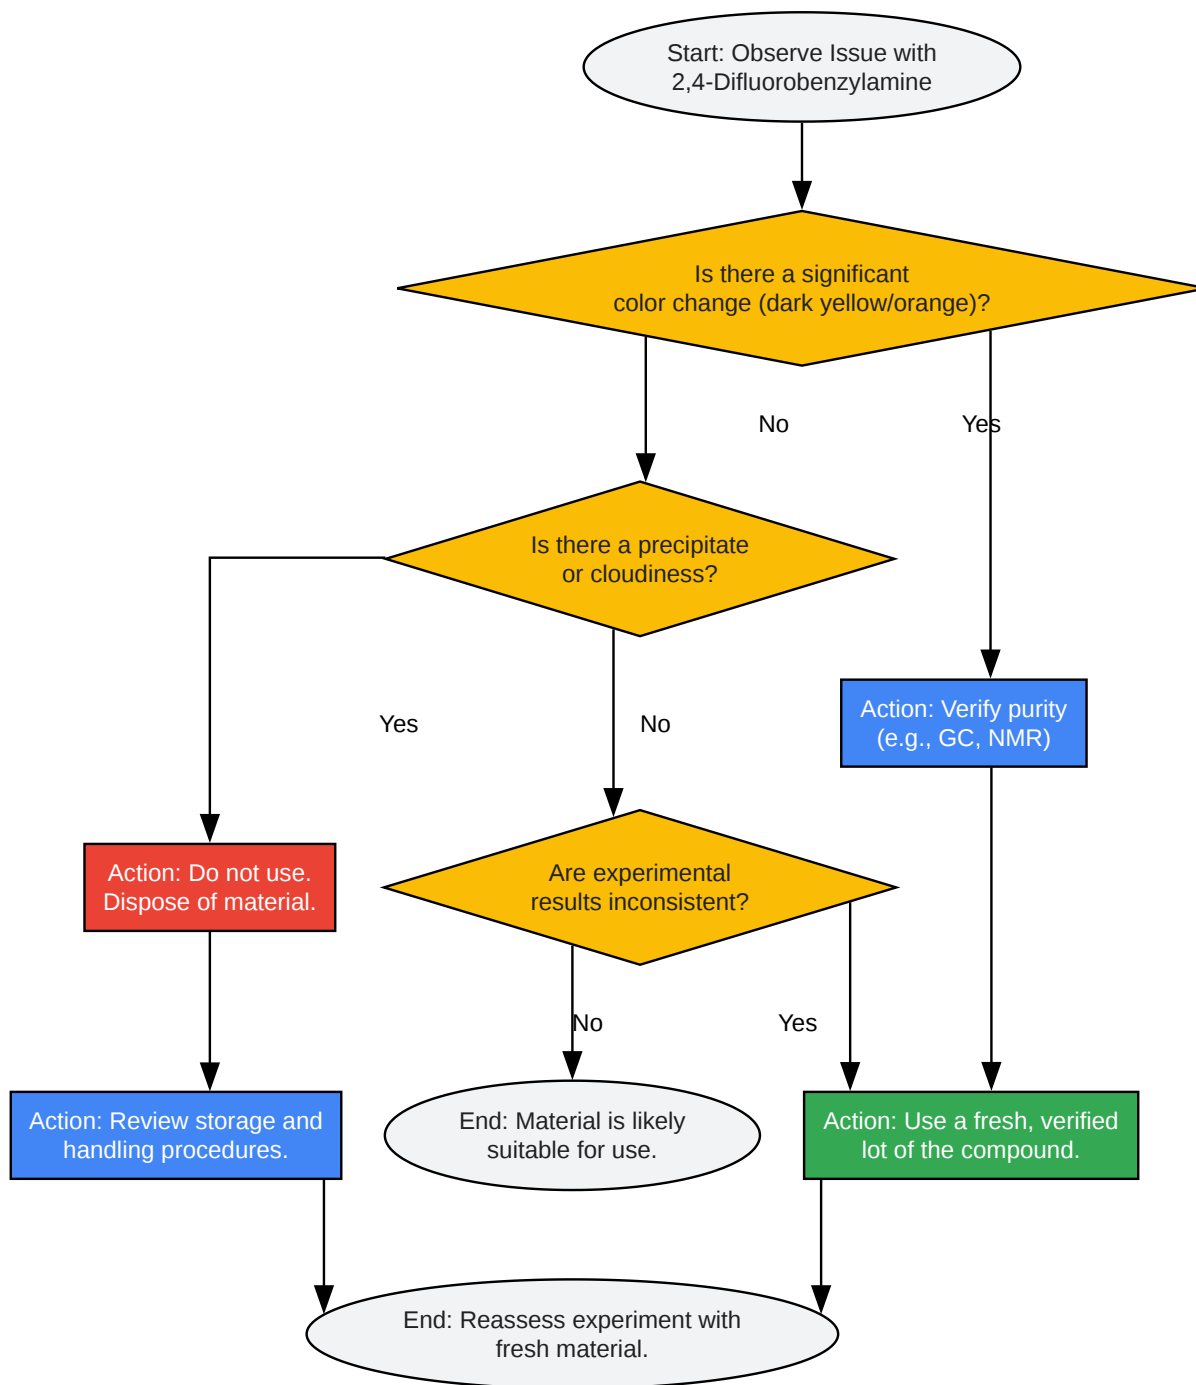 Start: Observe Issue with
2,4-Difluorobenzylamine
Is there a significant
color change (dark yellow/orange)?
No
Yes
Is there a precipitate
or cloudiness?
Yes
No
Action: Verify purity
(e.g., GC, NMR)
Action: Do not use.
Dispose of material.
Are experimental
results inconsistent?
No
Yes
Action: Review storage and
handling procedures.
End: Material is likely
suitable for use.
Action: Use a fresh, verified
lot of the compound.
End: Reassess experiment with
fresh material.